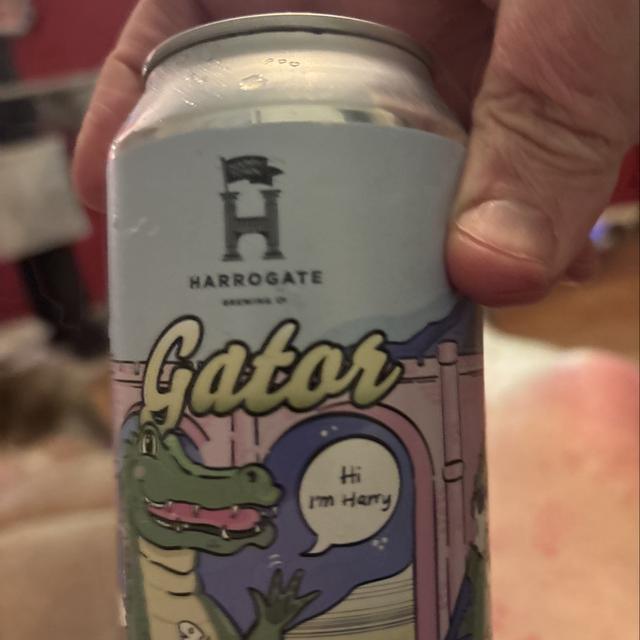 HARROGATE
BREWING Cº
Gator
Hi
I'm Harry